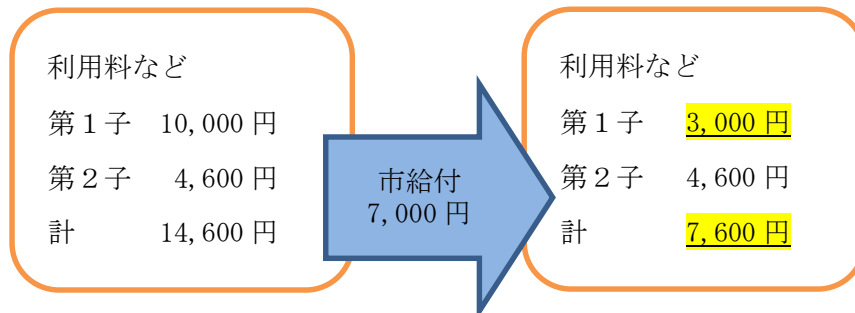 利用料など
第１子　10,000 円
第２子　4,600 円
計　14,600 円
市給付
7,000 円
利用料など
第１子　3,000 円
第２子　4,600 円
計　7,600 円